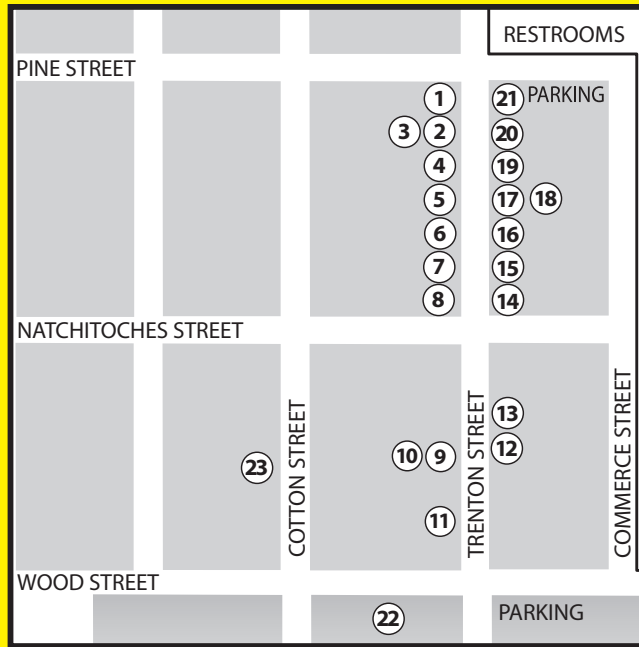 RESTROOMS
PINE STREET
1
21 PARKING
3 2
20
4
19
5
17 18
6
16
7
15
8
14
NATCHITOCHES STREET
COTTON STREET
TRENTON STREET
COMMERCE STREET
13
12
10 9
23
11
WOOD STREET
22
PARKING